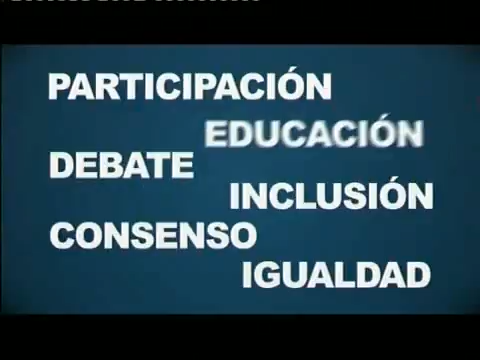 PARTICIPACIÓN
EDUCACIÓN
DEBATE
INCLUSIÓN
CONSENSO
IGUALDAD